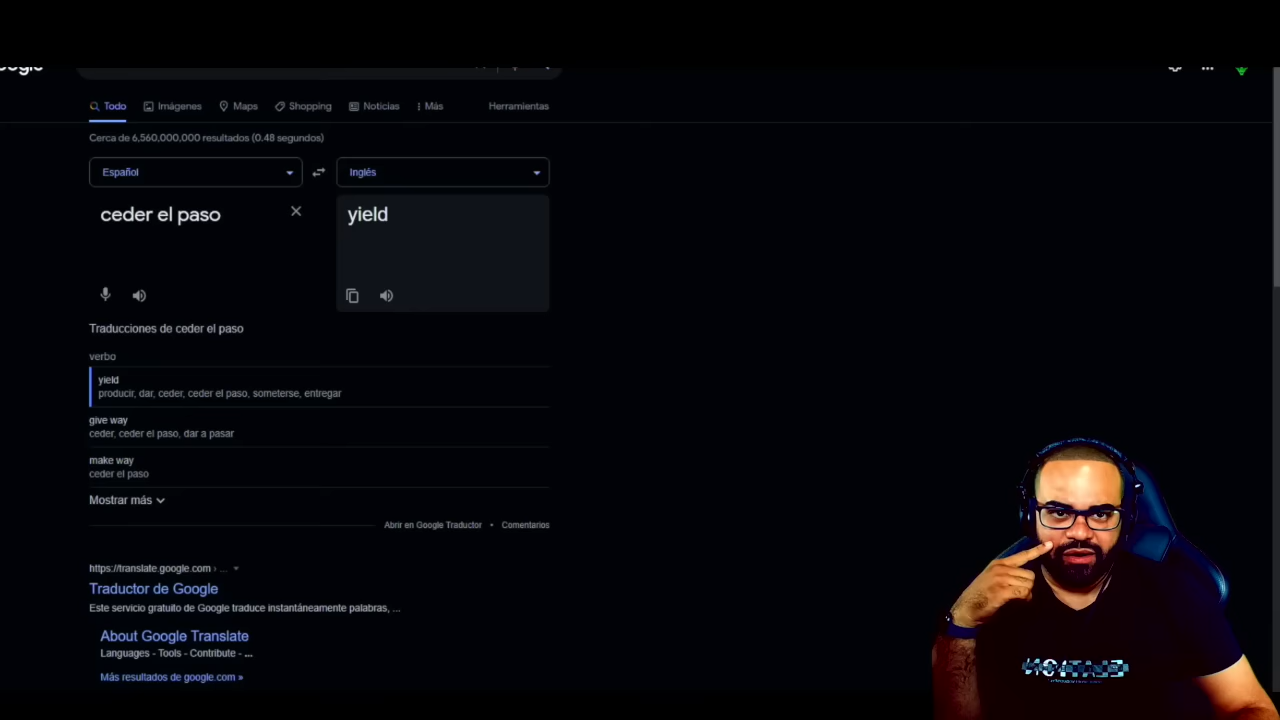 Todo Imágenes Maps Shopping Noticias Más Herramientas
Cerca de 6,560,000,000 resultados (0.48 segundos)
Español Inglés
ceder el paso yield
Traducciones de ceder el paso
verbo
yield
producir, dar, ceder, ceder el paso, someterse, entregar
give way
ceder, ceder el paso, dar a pasar
make way
ceder el paso
Mostrar más
Abrir en Google Traductor • Comentarios
https://translate.google.com › ...
Traductor de Google
Este servicio gratuito de Google traduce instantáneamente palabras, ...
About Google Translate
Languages - Tools - Contribute - ...
Más resultados de google.com »